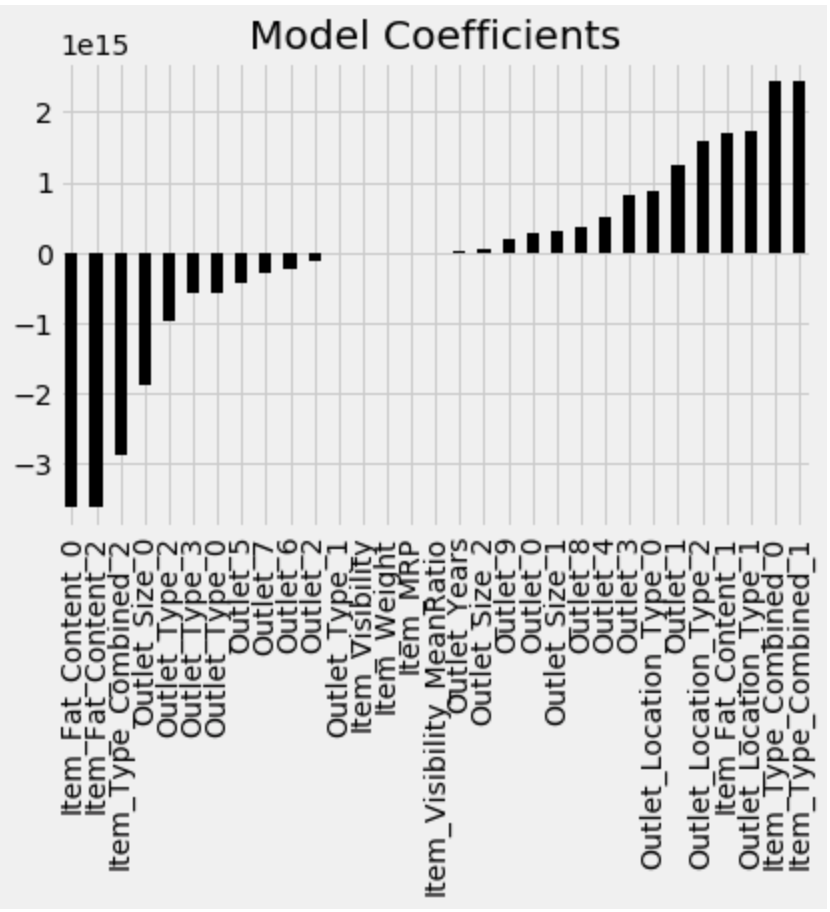 1e15
Model Coefficients
2
1
0
−1
−2
−3
Item_Fat_Content_0
Item_Fat_Content_2
Item_Type_Combined_2
Outlet_Size_0
Outlet_Type_2
Outlet_Type_3
Outlet_Type_0
Outlet_5
Outlet_7
Outlet_6
Outlet_2
Outlet_Type_1
Item_Visibility
Item_Weight
Item_MRP
Item_Visibility_MeanRatio
Outlet_Years
Outlet_Size_2
Outlet_9
Outlet_0
Outlet_Size_1
Outlet_8
Outlet_4
Outlet_3
Outlet_Location_Type_0
Outlet_1
Outlet_Location_Type_2
Item_Fat_Content_1
Outlet_Location_Type_1
Item_Type_Combined_0
Item_Type_Combined_1